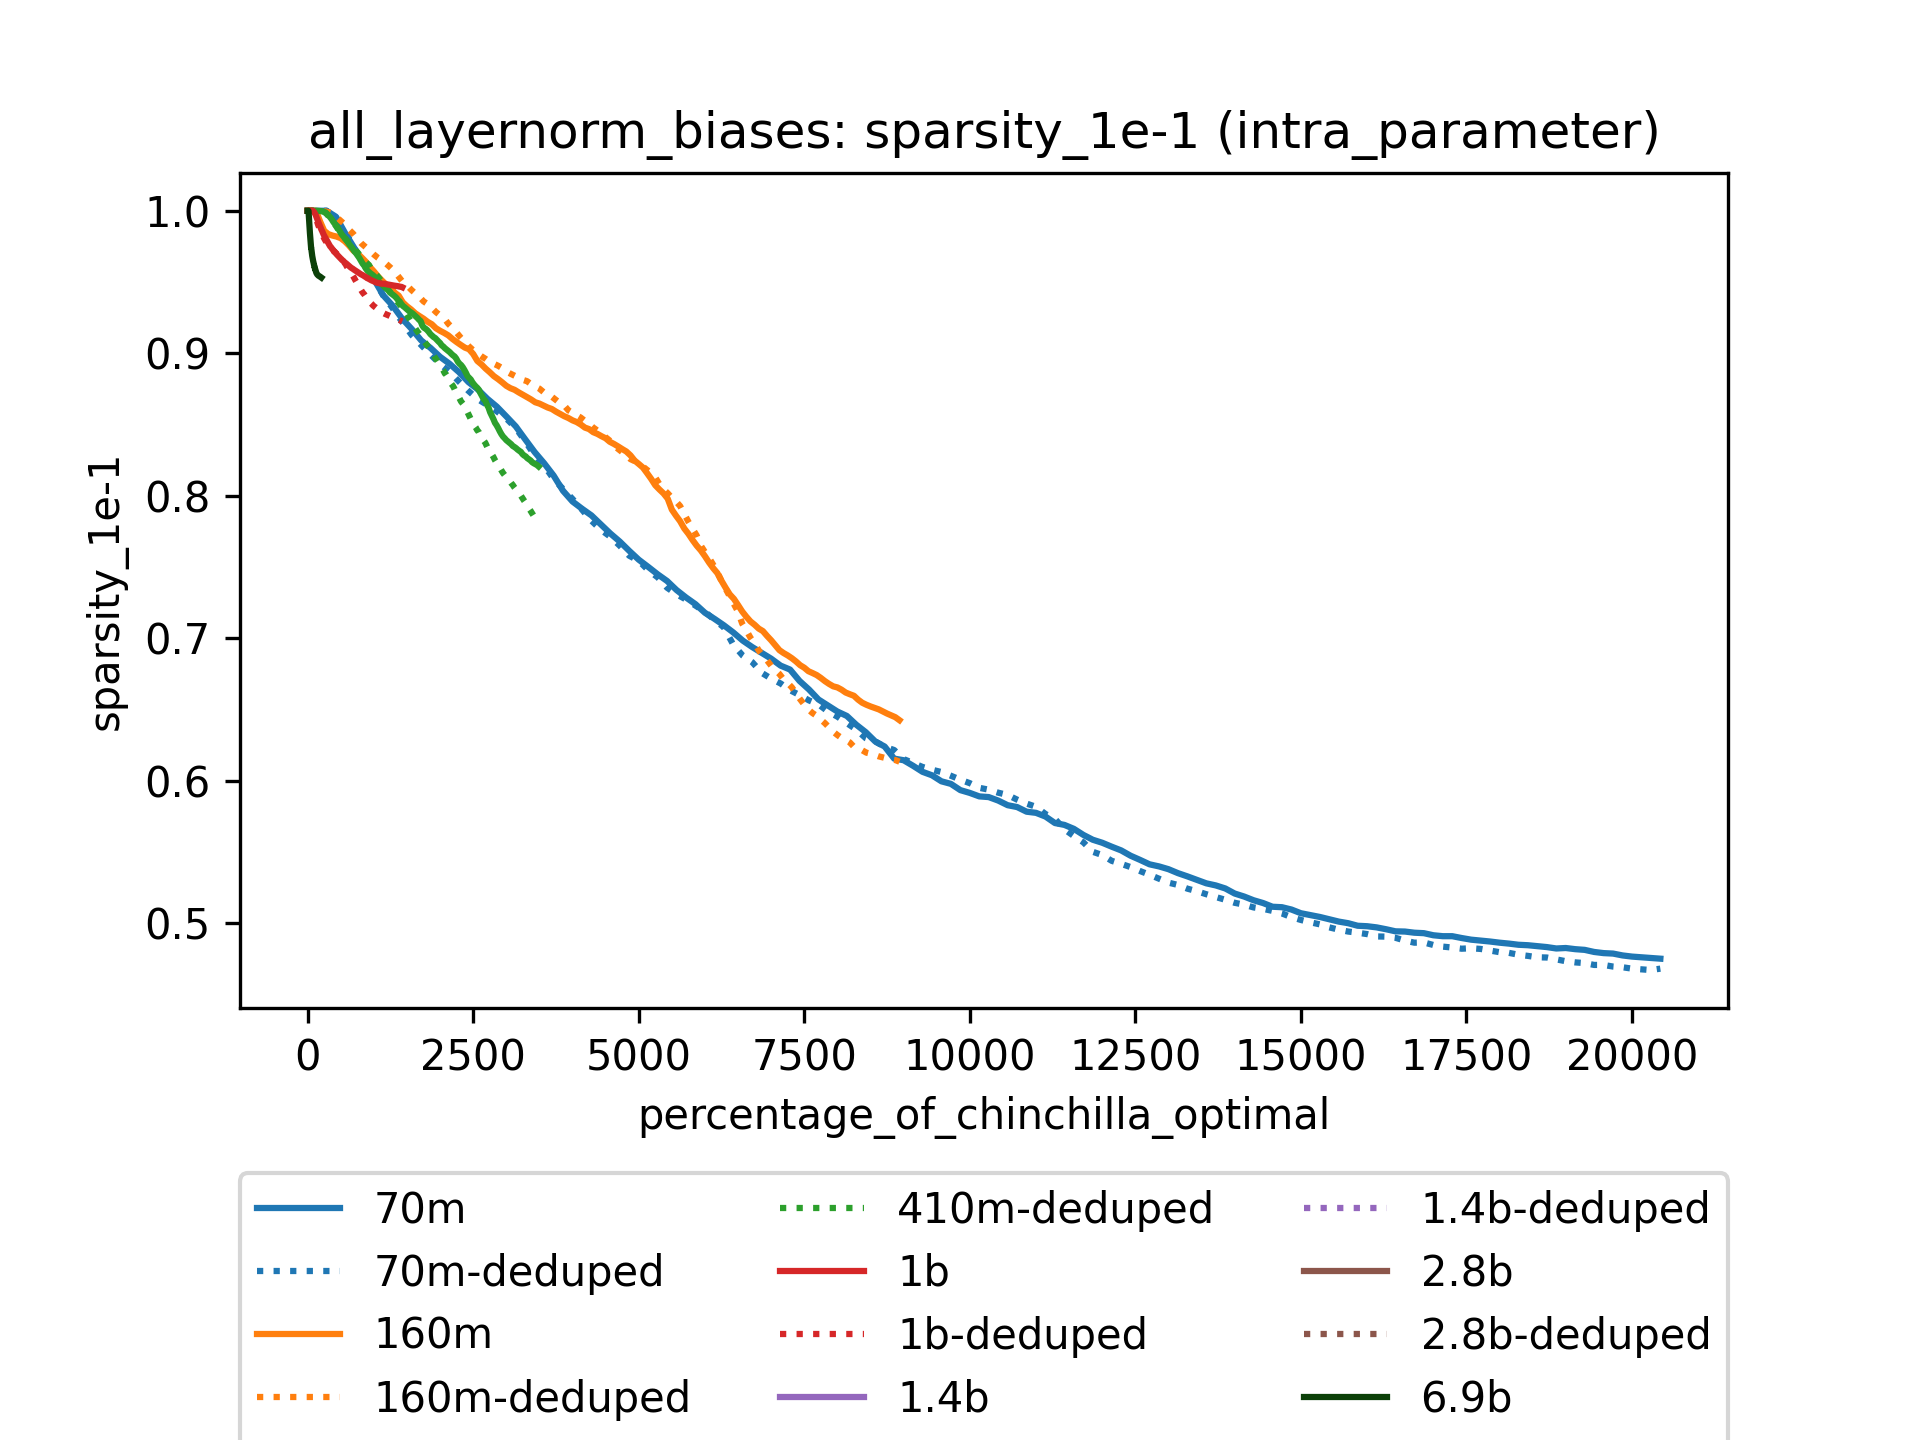 all_layernorm_biases: sparsity_1e-1 (intra_parameter)
1.0
0.9
0.8
0.7
0.6
0.5
sparsity_1e-1
0 2500 5000 7500 10000 12500 15000 17500 20000
percentage_of_chinchilla_optimal
70m 410m-deduped 1.4b-deduped
70m-deduped 1b 2.8b
160m 1b-deduped 2.8b-deduped
160m-deduped 1.4b 6.9b